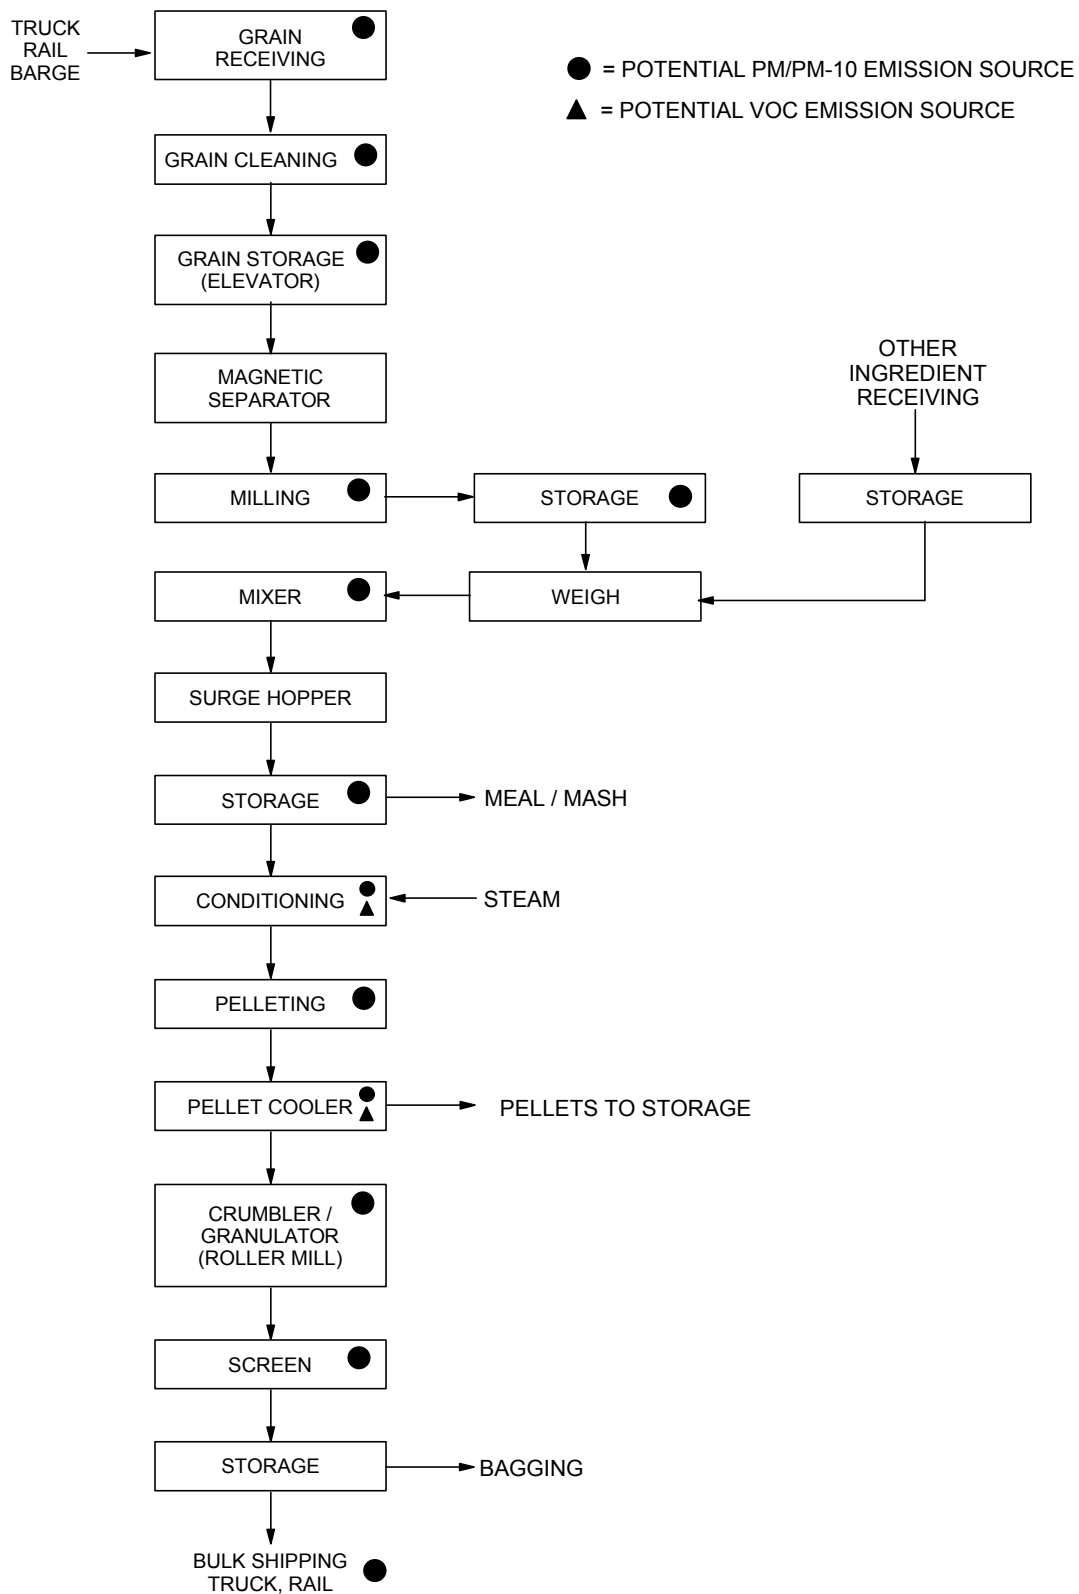 TRUCK
RAIL
BARGE
GRAIN
RECEIVING
= POTENTIAL PM/PM-10 EMISSION SOURCE
= POTENTIAL VOC EMISSION SOURCE
GRAIN CLEANING
GRAIN STORAGE
(ELEVATOR)
MAGNETIC
SEPARATOR
OTHER
INGREDIENT
RECEIVING
MILLING
STORAGE
STORAGE
MIXER
WEIGH
SURGE HOPPER
STORAGE
MEAL / MASH
CONDITIONING
STEAM
PELLETING
PELLET COOLER
PELLETS TO STORAGE
CRUMBLER /
GRANULATOR
(ROLLER MILL)
SCREEN
STORAGE
BAGGING
BULK SHIPPING
TRUCK, RAIL